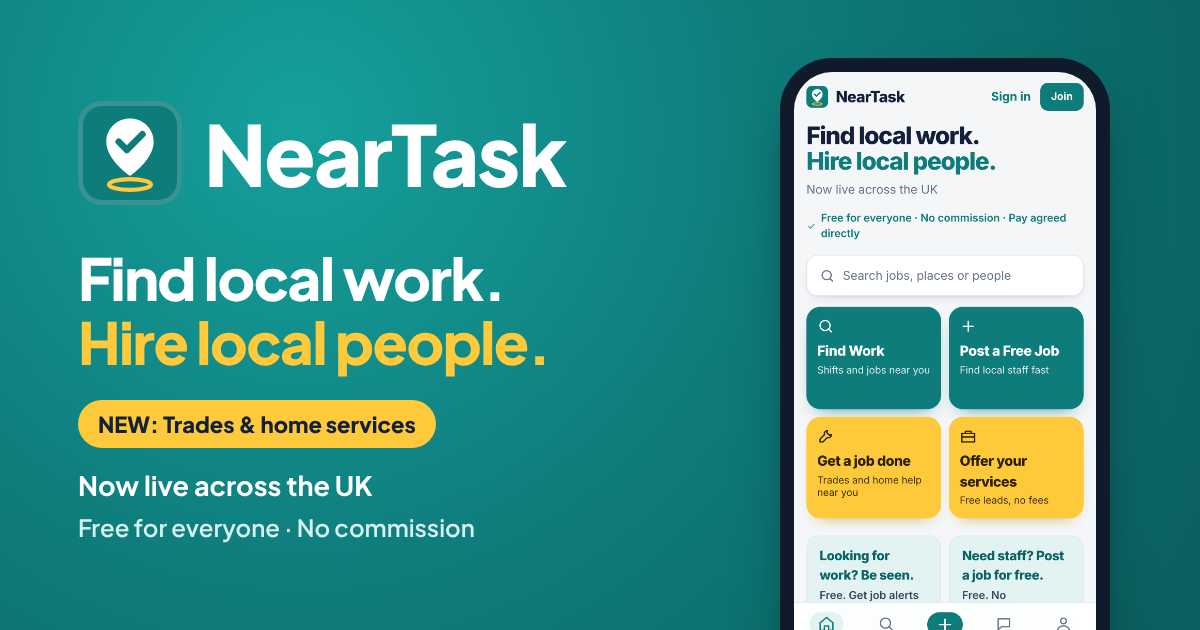 NearTask
Find local work.
Hire local people.
NEW: Trades & home services
Now live across the UK
Free for everyone · No commission
NearTask
Sign in
Join
Find local work.
Hire local people.
Now live across the UK
Free for everyone · No commission · Pay agreed
directly
Search jobs, places or people
Find Work
Shifts and jobs near you
Post a Free Job
Find local staff fast
Get a job done
Trades and home help
near you
Offer your
services
Free leads, no fees
Looking for
work? Be seen.
Free. Get job alerts
Need staff? Post
a job for free.
Free. No